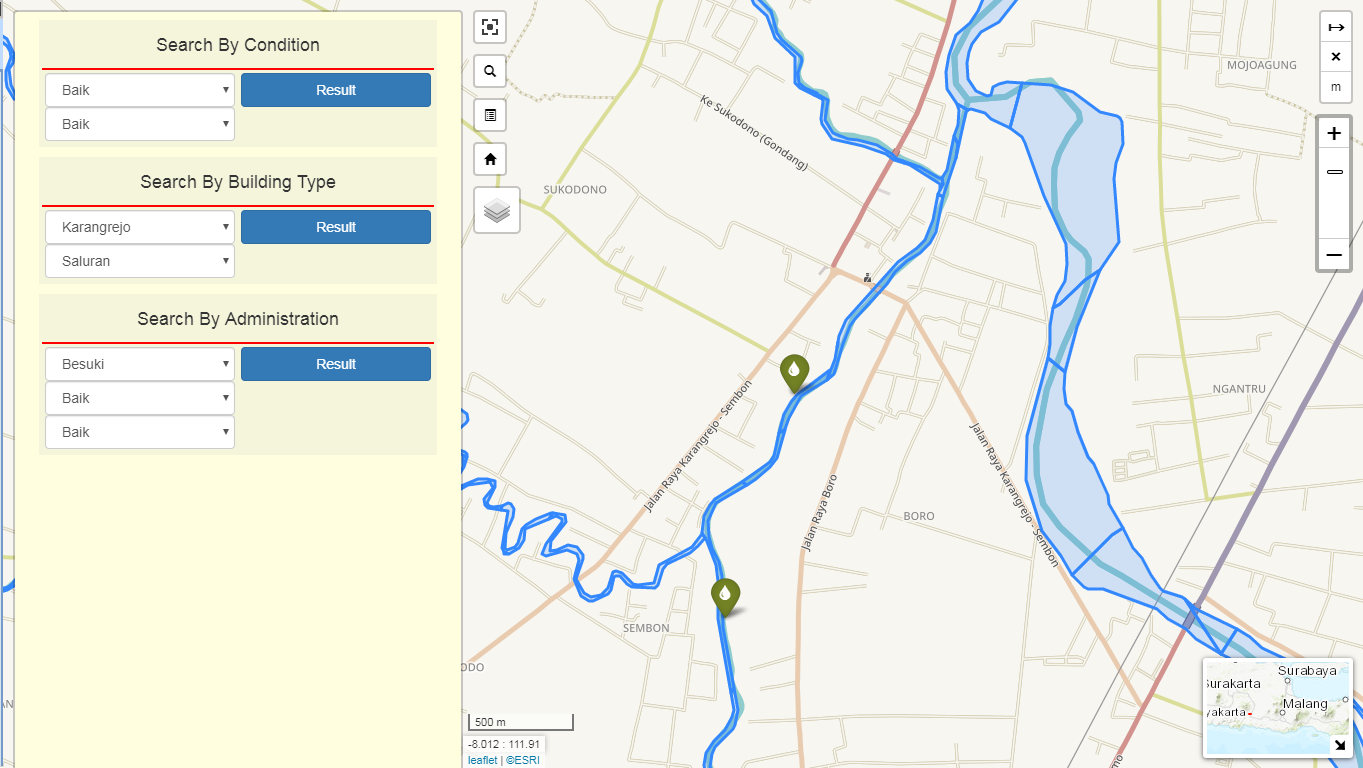 Search By Condition
Baik
Result
Baik
Search By Building Type
Karangrejo
Result
Saluran
Search By Administration
Besuki
Result
Baik
Baik
m
MOJOAGUNG
Ke Sukodono (Gondang)
SUKODONO
NGANTRU
Jalan Raya Karangrejo - Sembon
Jalan Raya Boro
Jalan Raya Karangrejo - Sembon
BORO
SEMBON
ODO
AN
mo
500 m
-8.012 : 111.91
leaflet | ©ESRI
Surabaya
Surakarta
Malang
yakarta